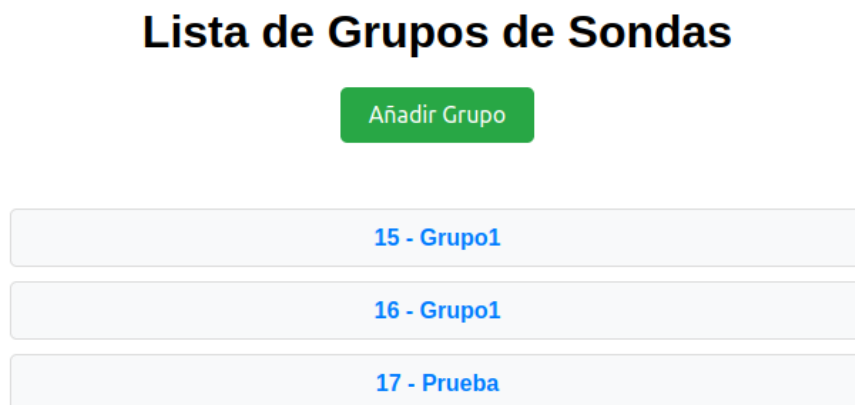 Lista de Grupos de Sondas
Añadir Grupo
15 - Grupo1
16 - Grupo1
17 - Prueba